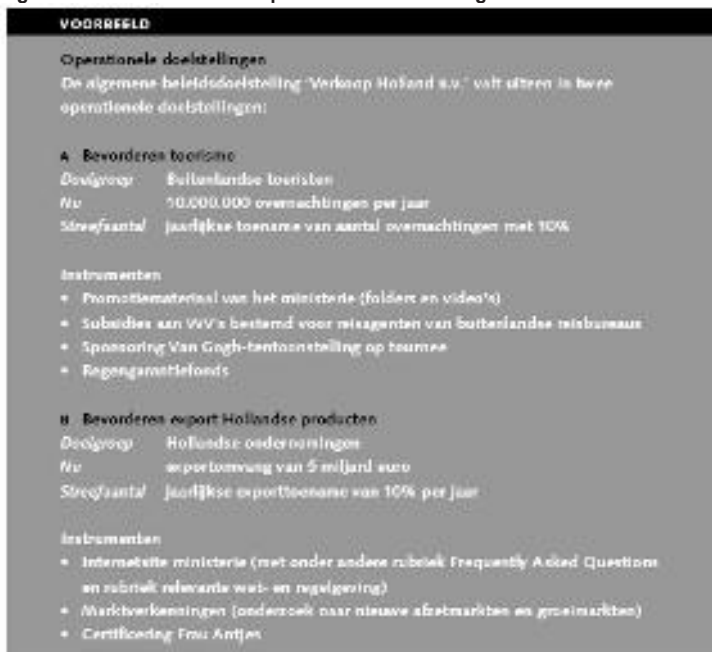 VOORBEELD
Operationele doelstellingen
De algemene beleidsdoelstelling 'Verkoop Holland n.v.' valt uiteen in twee
operationele doelstellingen:
A Bevorderen toerisme
Doelgroep Buitenlandse toeristen
Nu 10.000.000 overnachtingen per jaar
Streefaantal jaarlijkse toename van aantal overnachtingen met 10%
Instrumenten
• Promotiemateriaal van het ministerie (folders en video's)
• Subsidies aan VVV's bestemd voor reisagenten van buitenlandse reisbureaus
• Sponsoring Van Gogh-tentoonstelling op tournee
• Regengarantiefonds
B Bevorderen export Hollandse producten
Doelgroep Hollandse ondernemingen
Nu exportomvang van 5 miljard euro
Streefaantal jaarlijkse exporttoename van 10% per jaar
Instrumenten
• Internetsite ministerie (met onder andere rubriek Frequently Asked Questions
en rubriek relevante wet- en regelgeving)
• Marktverkenningen (onderzoek naar nieuwe afzetmarkten en groeimarkten)
• Certificering Frau Antjes